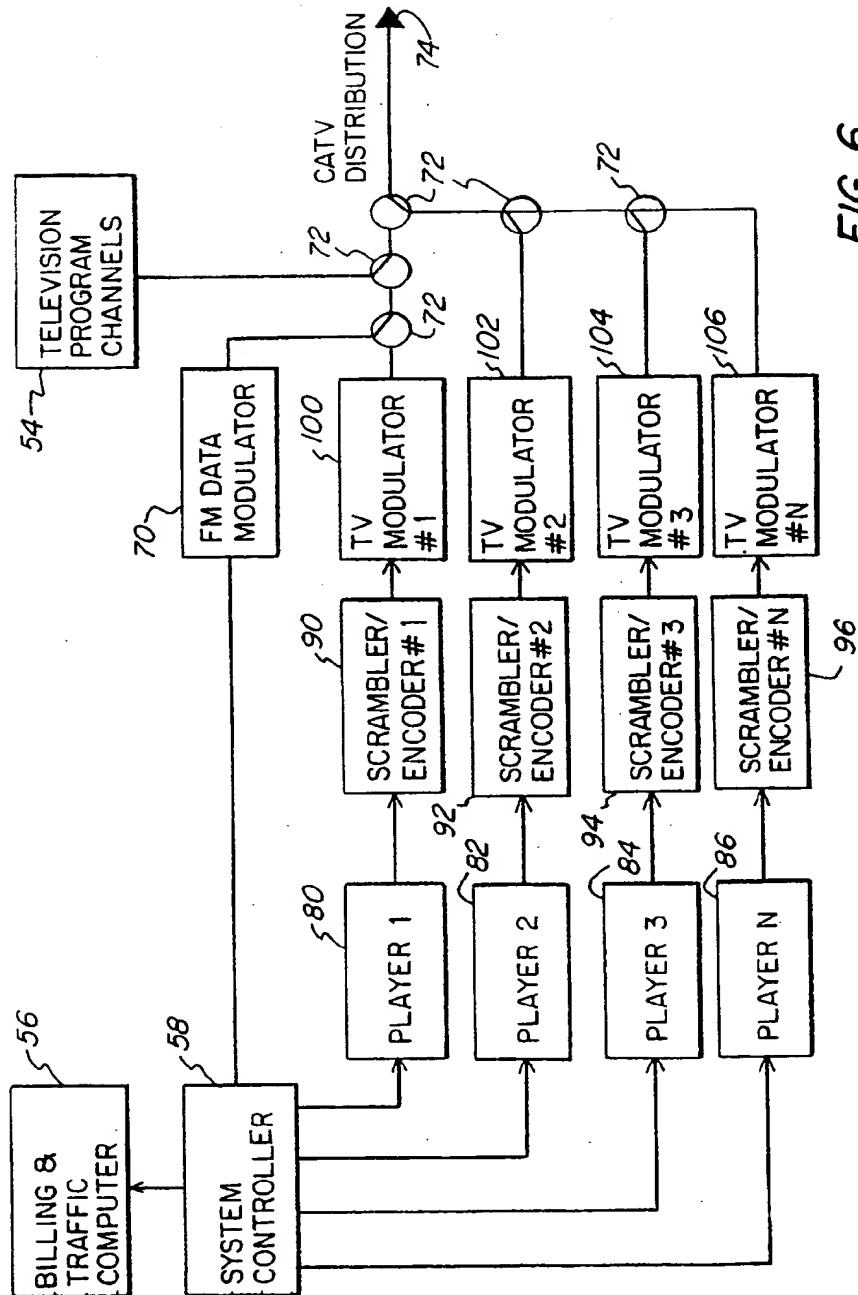 54
TELEVISION
PROGRAM
CHANNELS
56
BILLING &
TRAFFIC
COMPUTER
58
SYSTEM
CONTROLLER
70
FM DATA
MODULATOR
72
72
72
72
CATV
DISTRIBUTION
74
80
PLAYER 1
90
SCRAMBLER/
ENCODER#1
100
TV
MODULATOR
#1
82
PLAYER 2
92
SCRAMBLER/
ENCODER#2
102
TV
MODULATOR
#2
84
PLAYER 3
94
SCRAMBLER/
ENCODER#3
104
TV
MODULATOR
#3
86
PLAYER N
96
SCRAMBLER/
ENCODER #N
106
TV
MODULATOR
#N
FIG. 6